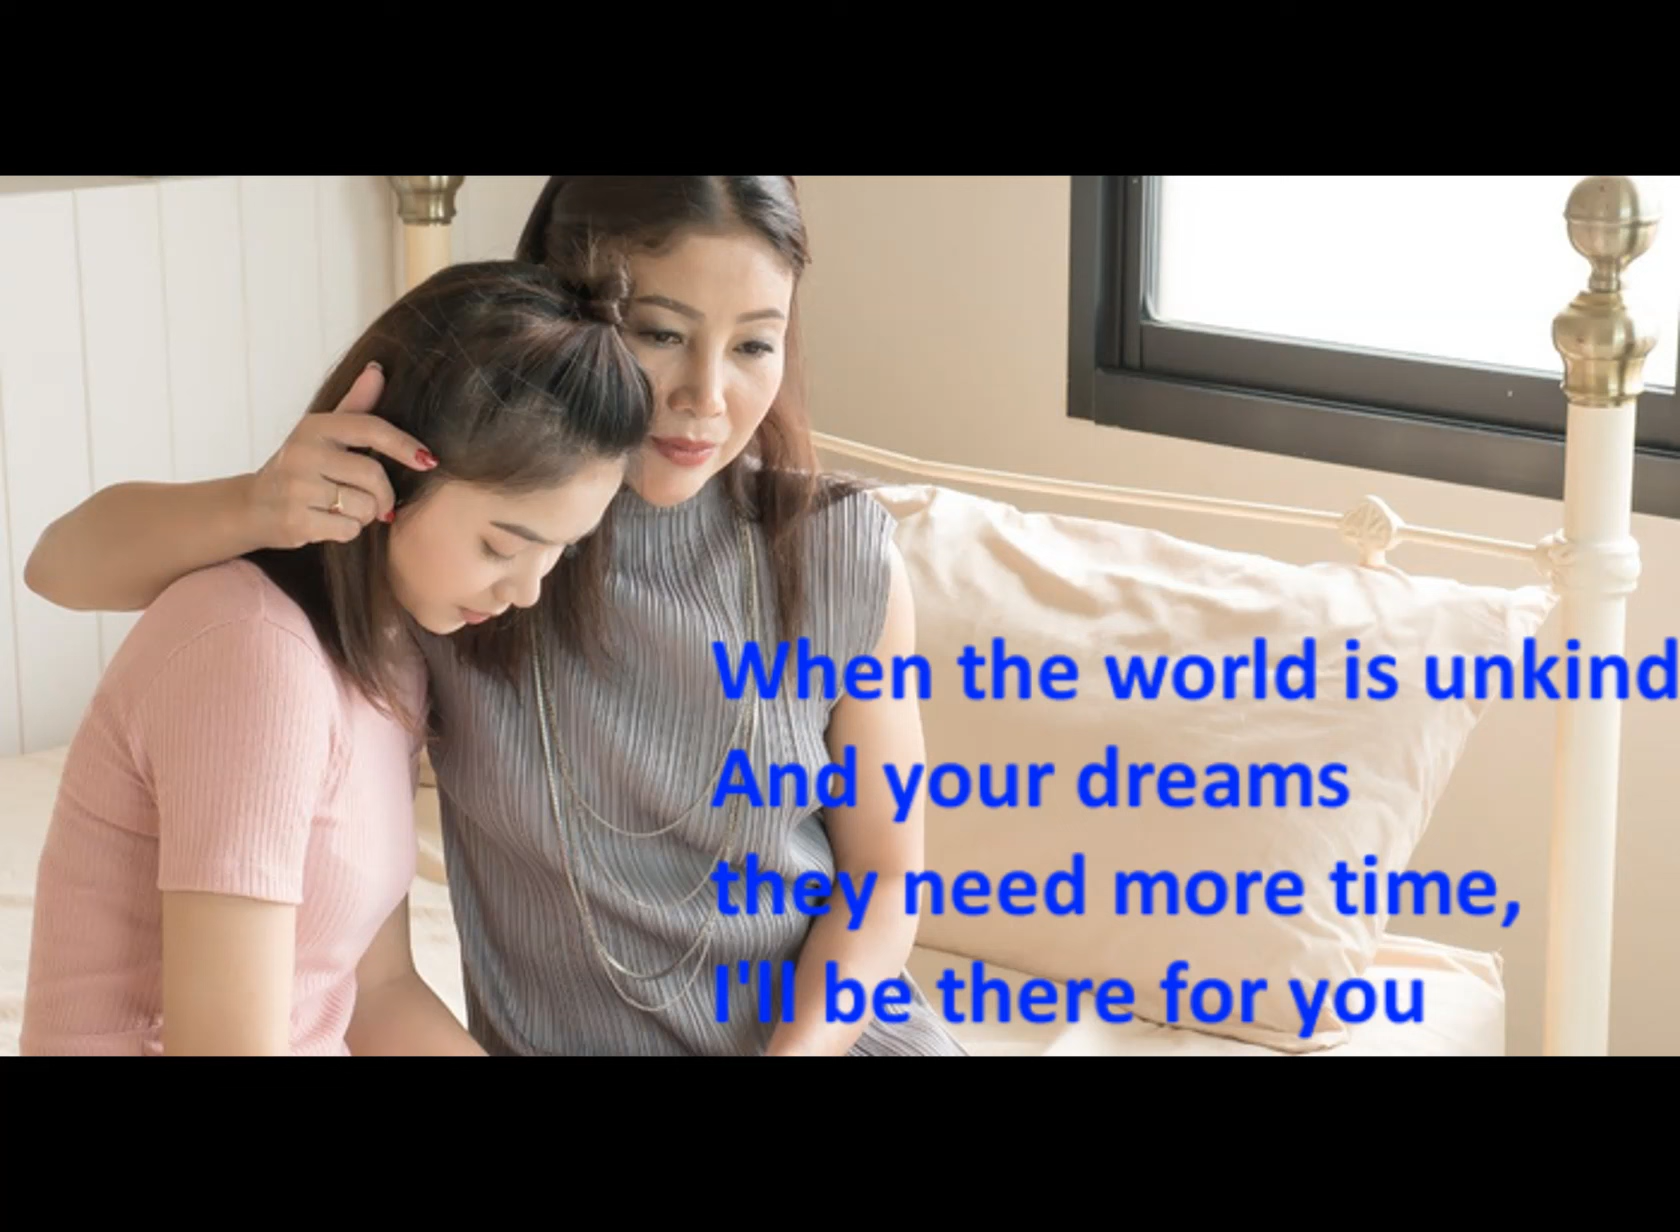 When the world is unkind
And your dreams
they need more time,
I'll be there for you